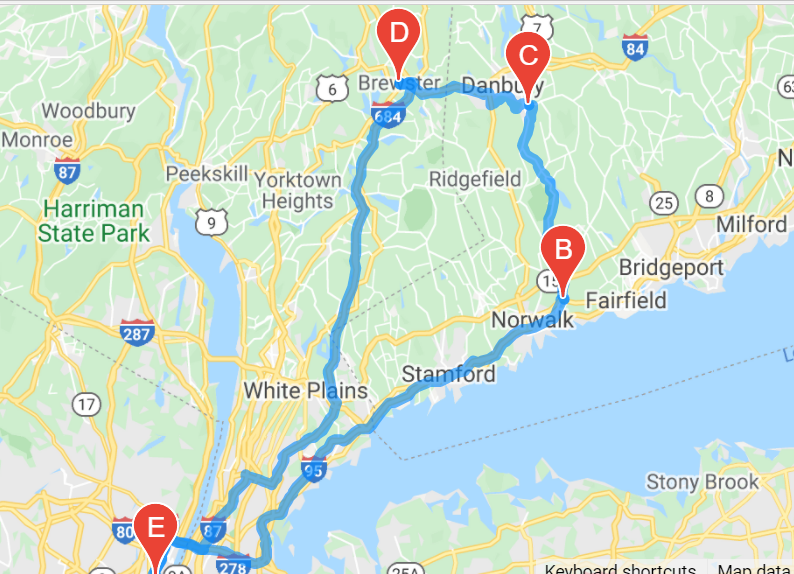 D
7
C
84
6
Brewster
Danbury
63
684
Woodbury
Monroe
87
Peekskill
Yorktown
Heights
Ridgefield
N
25
8
Harriman
State Park
9
Milford
B
15
Bridgeport
Fairfield
Norwalk
287
White Plains
Stamford
17
95
Stony Brook
E
80
87
278
9A
25A
Keyboard shortcuts
Map data